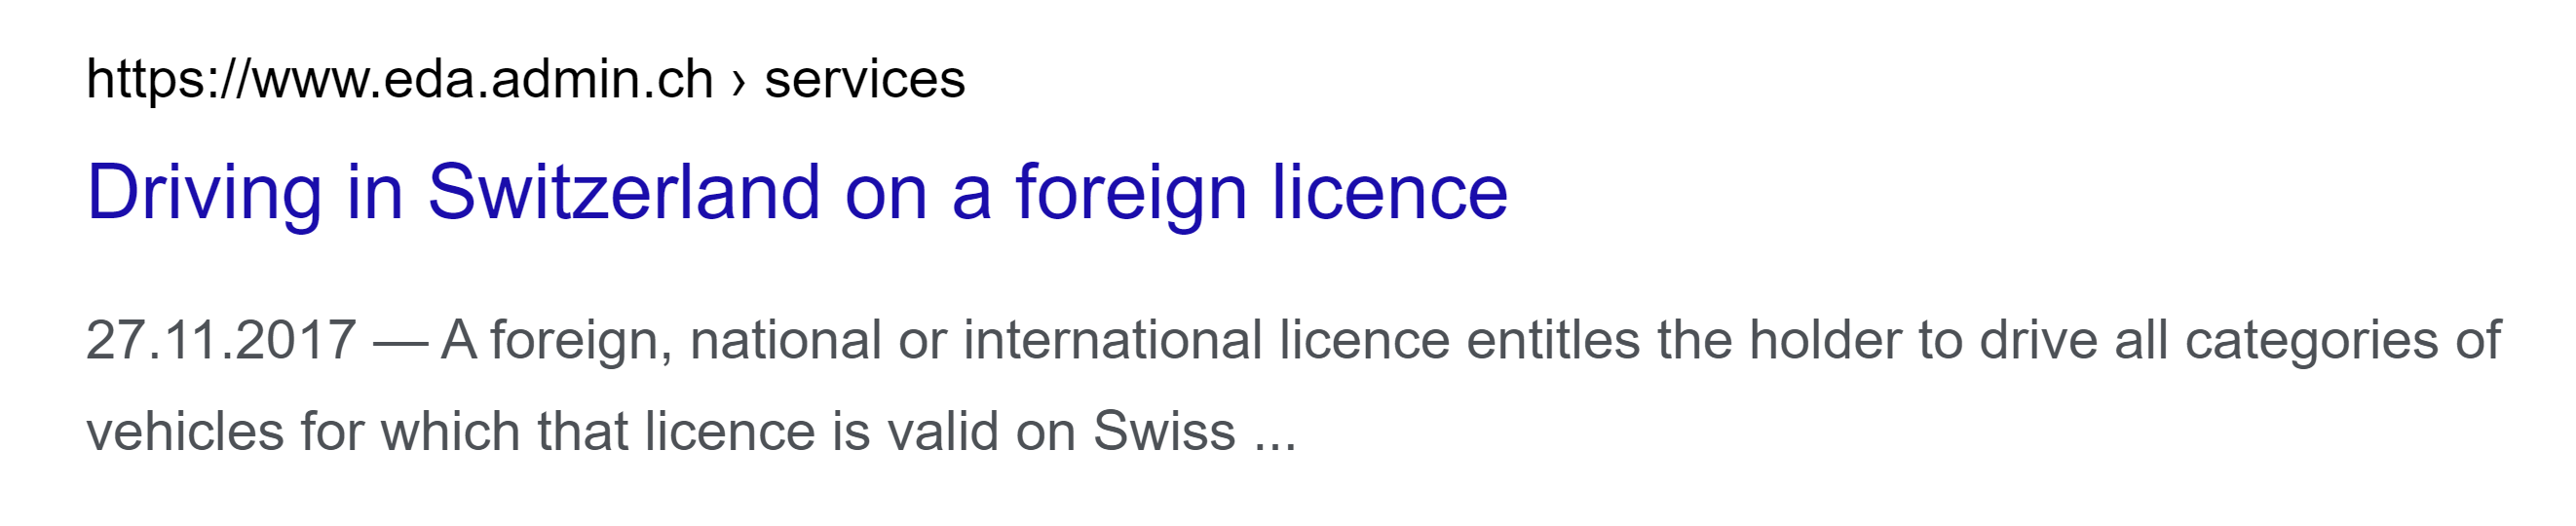 https://www.eda.admin.ch › services
Driving in Switzerland on a foreign licence
27.11.2017 — A foreign, national or international licence entitles the holder to drive all categories of
vehicles for which that licence is valid on Swiss ...